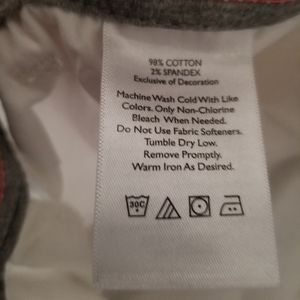 98% COTTON
2% SPANDEX
Exclusive of Decoration
Machine Wash Cold With Like
Colors. Only Non-Chlorine
Bleach When Needed.
Do Not Use Fabric Softeners.
Tumble Dry Low.
Remove Promptly.
Warm Iron As Desired.
30C